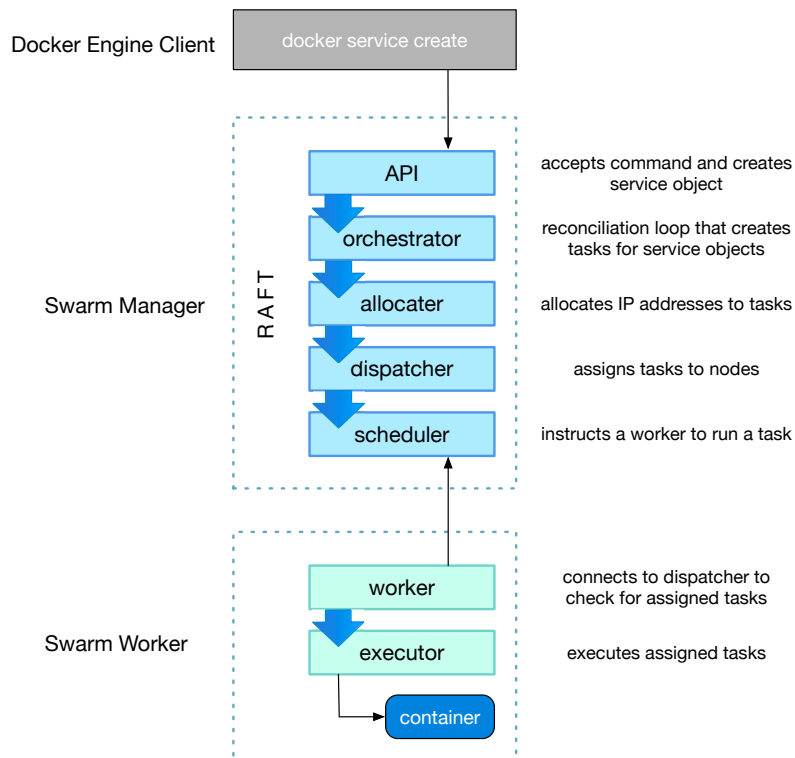 Docker Engine Client
docker service create
API
accepts command and creates
service object
orchestrator
reconciliation loop that creates
tasks for service objects
RAFT
Swarm Manager
allocater
allocates IP addresses to tasks
dispatcher
assigns tasks to nodes
scheduler
instructs a worker to run a task
worker
connects to dispatcher to
check for assigned tasks
Swarm Worker
executor
executes assigned tasks
container